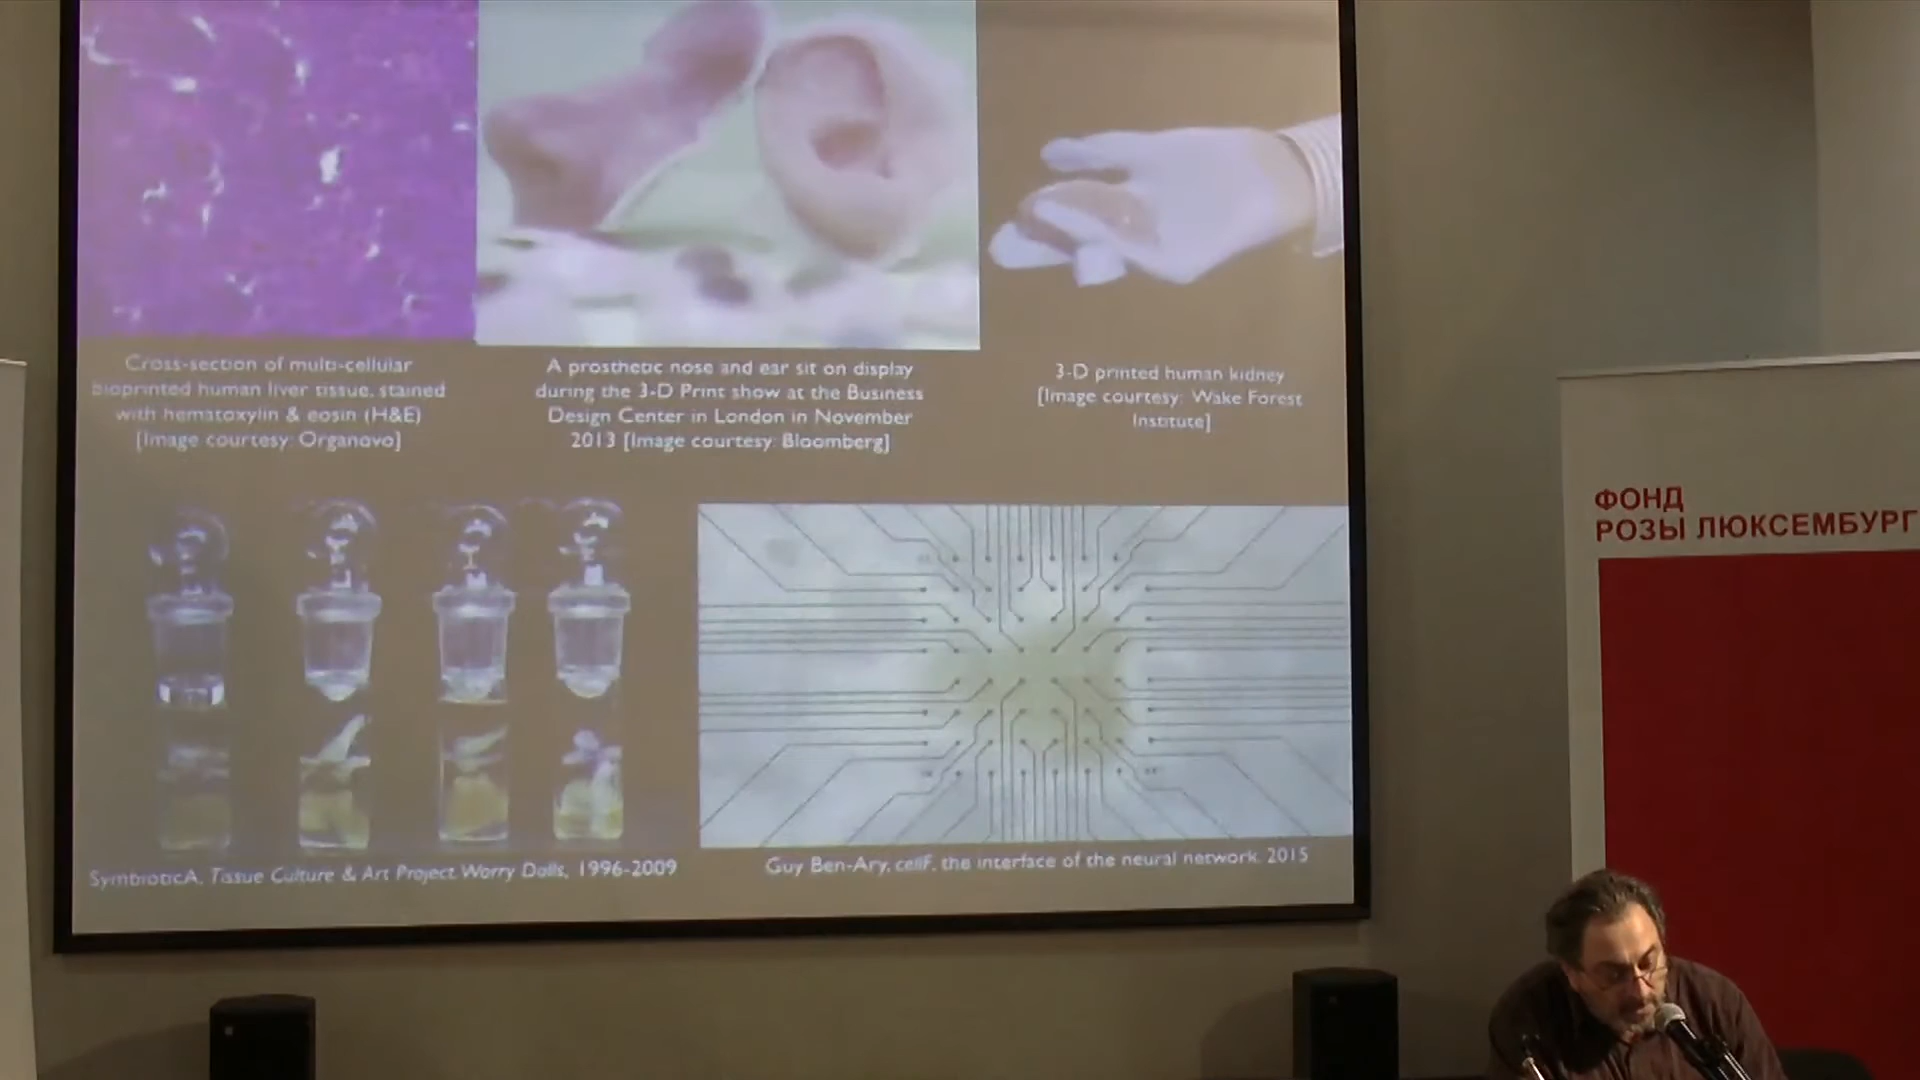 Cross-section of multi-cellular
bioprinted human liver tissue, stained
with hematoxylin & eosin (H&E)
[Image courtesy: Organovo]
A prosthetic nose and ear sit on display
during the 3-D Print show at the Business
Design Center in London in November
2013 [Image courtesy: Bloomberg]
3-D printed human kidney
[Image courtesy: Wake Forest
Institute]
SymbioticA, Tissue Culture & Art Project Worry Dolls, 1996-2009
Guy Ben-Ary, cellF, the interface of the neural network, 2015
ФОНД
РОЗЫ ЛЮКСЕМБУРГ